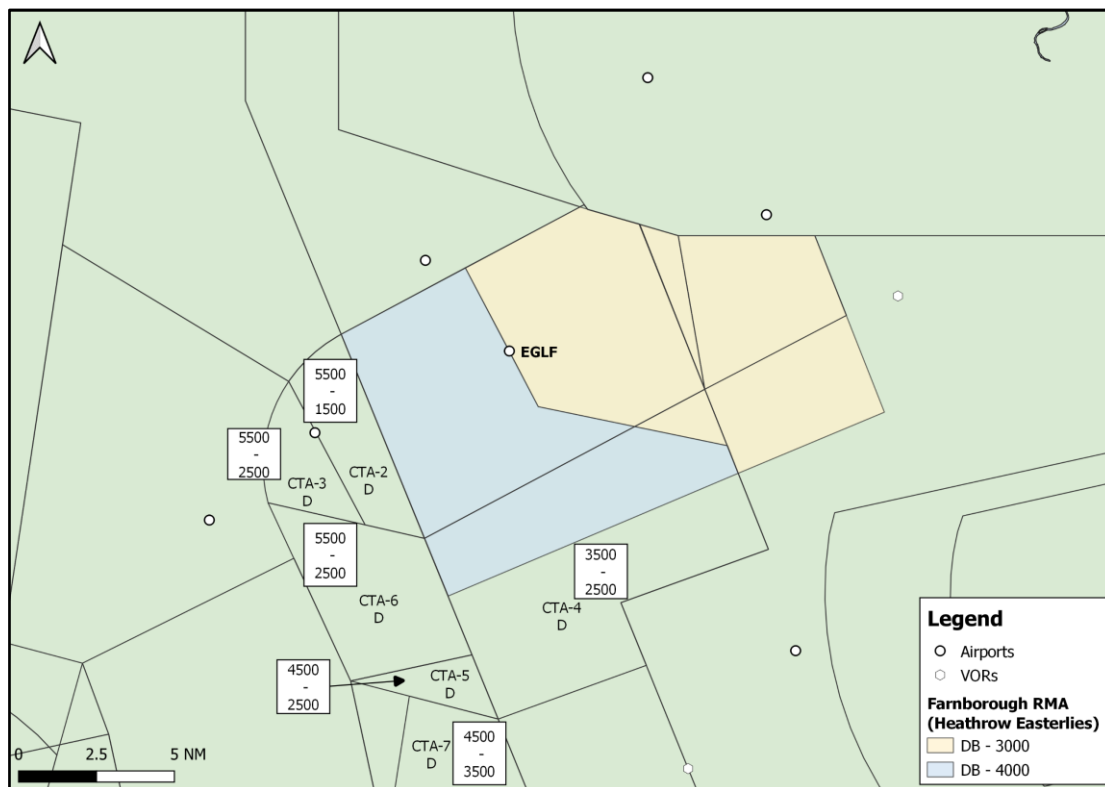 EGLF
5500
-
1500
5500
-
2500
CTA-2
D
CTA-3
D
5500
-
2500
3500
-
2500
CTA-6
D
CTA-4
D
4500
-
2500
CTA-5
D
CTA-7
D
4500
-
3500
0 2.5 5 NM
Legend
Airports
VORs
Farnborough RMA
(Heathrow Easterlies)
DB - 3000
DB - 4000